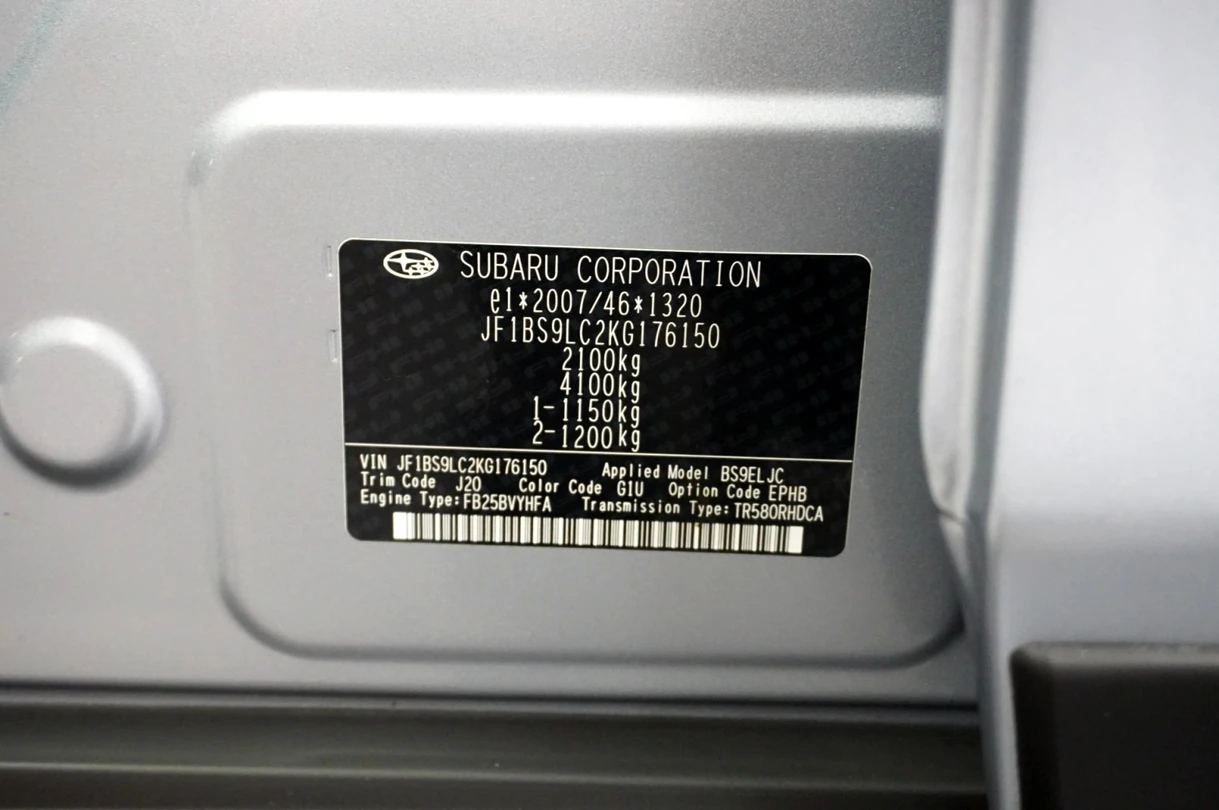 SUBARU CORPORATION
e1*2007/46*1320
JF1BS9LC2KG176150
2100kg
4100kg
1-1150kg
2-1200kg
VIN JF1BS9LC2KG176150 Applied Model BS9ELJC
Trim Code J20 Color Code G1U Option Code EPHB
Engine Type:FB25BVYHFA Transmission Type:TR580RHDCA